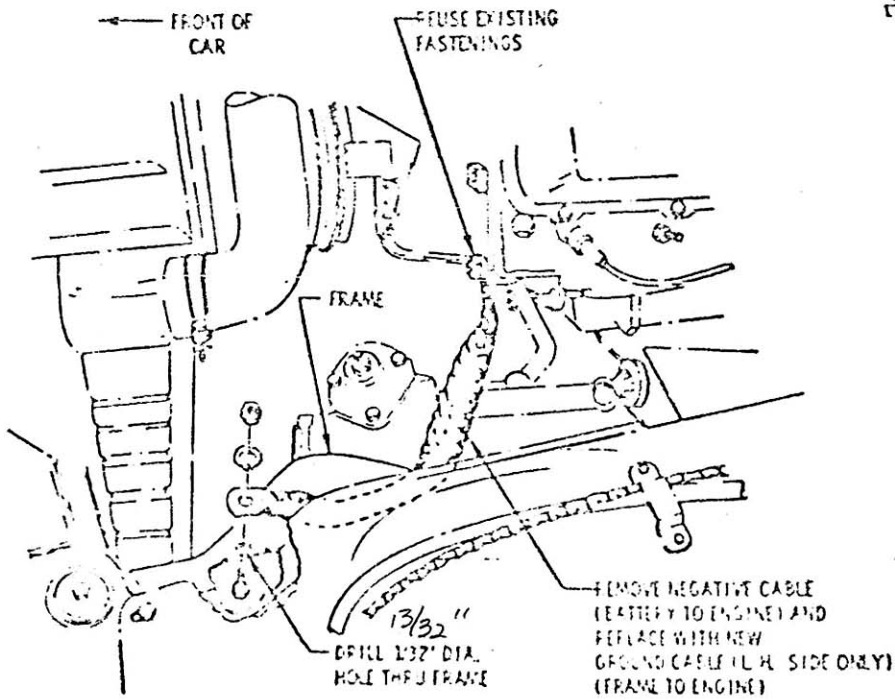 FRONT OF
CAR
REUSE EXISTING
FASTENINGS
FRAME
13/32"
DRILL 1/32" DIA.
HOLE THRU FRAME
REMOVE NEGATIVE CABLE
(BATTERY TO ENGINE) AND
REPLACE WITH NEW
GROUND CABLE (L.H. SIDE ONLY)
(FRAME TO ENGINE)